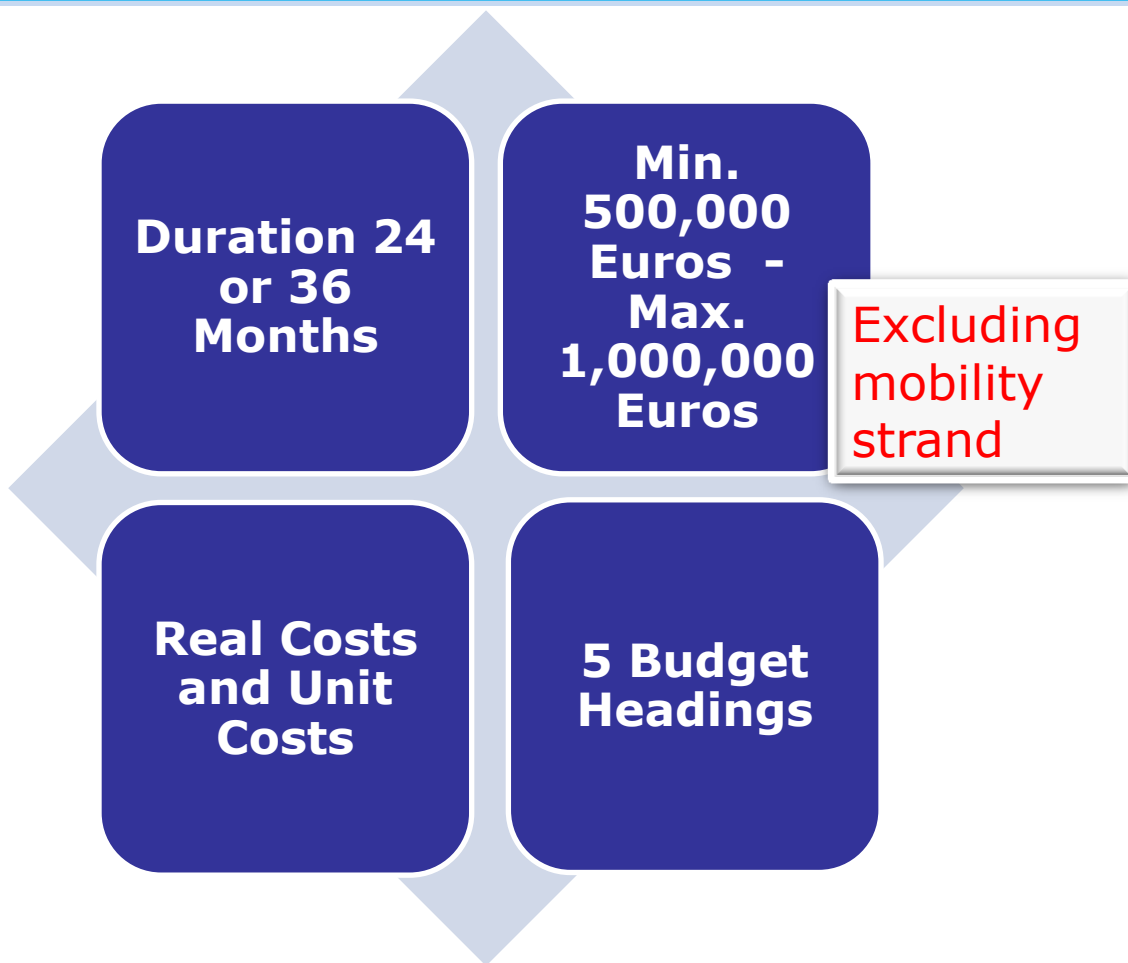 Duration 24
or 36
Months
Min.
500,000
Euros -
Max.
1,000,000
Euros
Excluding
mobility
strand
Real Costs
and Unit
Costs
5 Budget
Headings